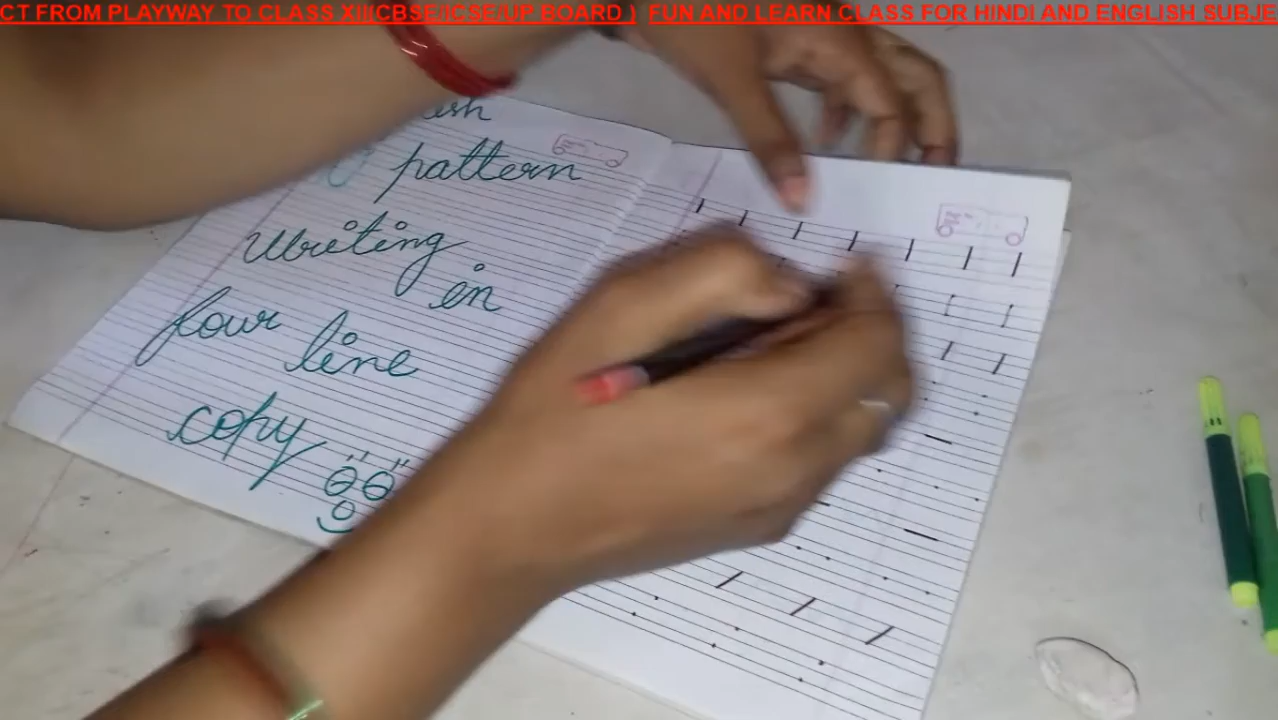 CT FROM PLAYWAY TO CLASS XII(CBSE/ICSE/UP BOARD ) FUN AND LEARN CLASS FOR HINDI AND ENGLISH SUBJE
pattern
Writing
in
four line
copy